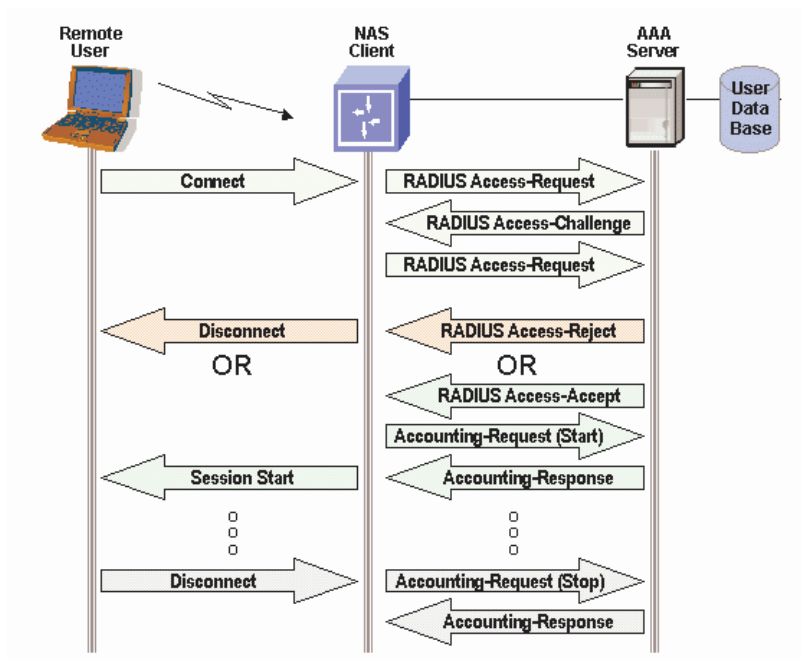 Remote
User
NAS
Client
AAA
Server
User
Data
Base
Connect
RADIUS Access-Request
RADIUS Access-Challenge
RADIUS Access-Request
Disconnect
RADIUS Access-Reject
OR
OR
RADIUS Access-Accept
Accounting-Request (Start)
Session Start
Accounting-Response
Disconnect
Accounting-Request (Stop)
Accounting-Response